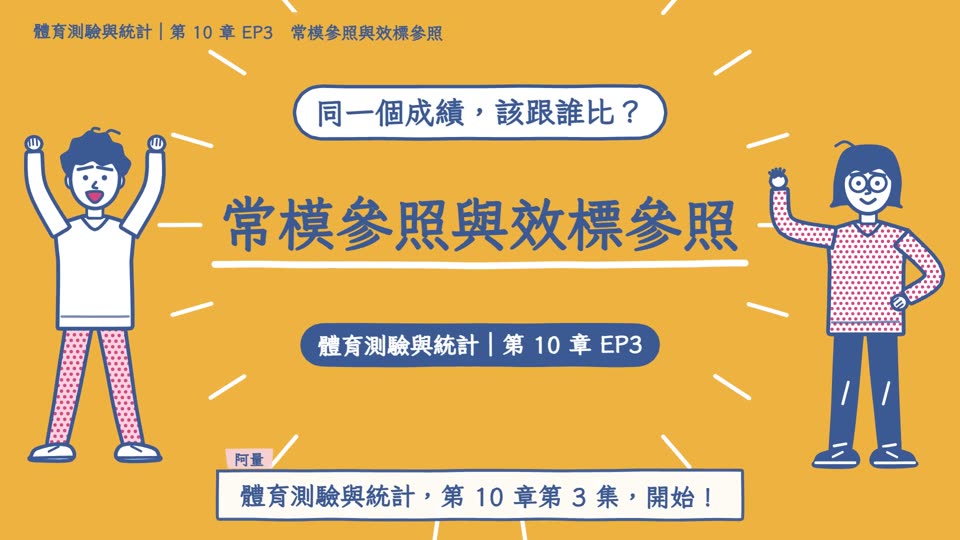 體育測驗與統計｜第 10 章 EP3　常模參照與效標參照
同一個成績，該跟誰比？
常模參照與效標參照
體育測驗與統計｜第 10 章 EP3
阿量
體育測驗與統計，第 10 章第 3 集，開始！